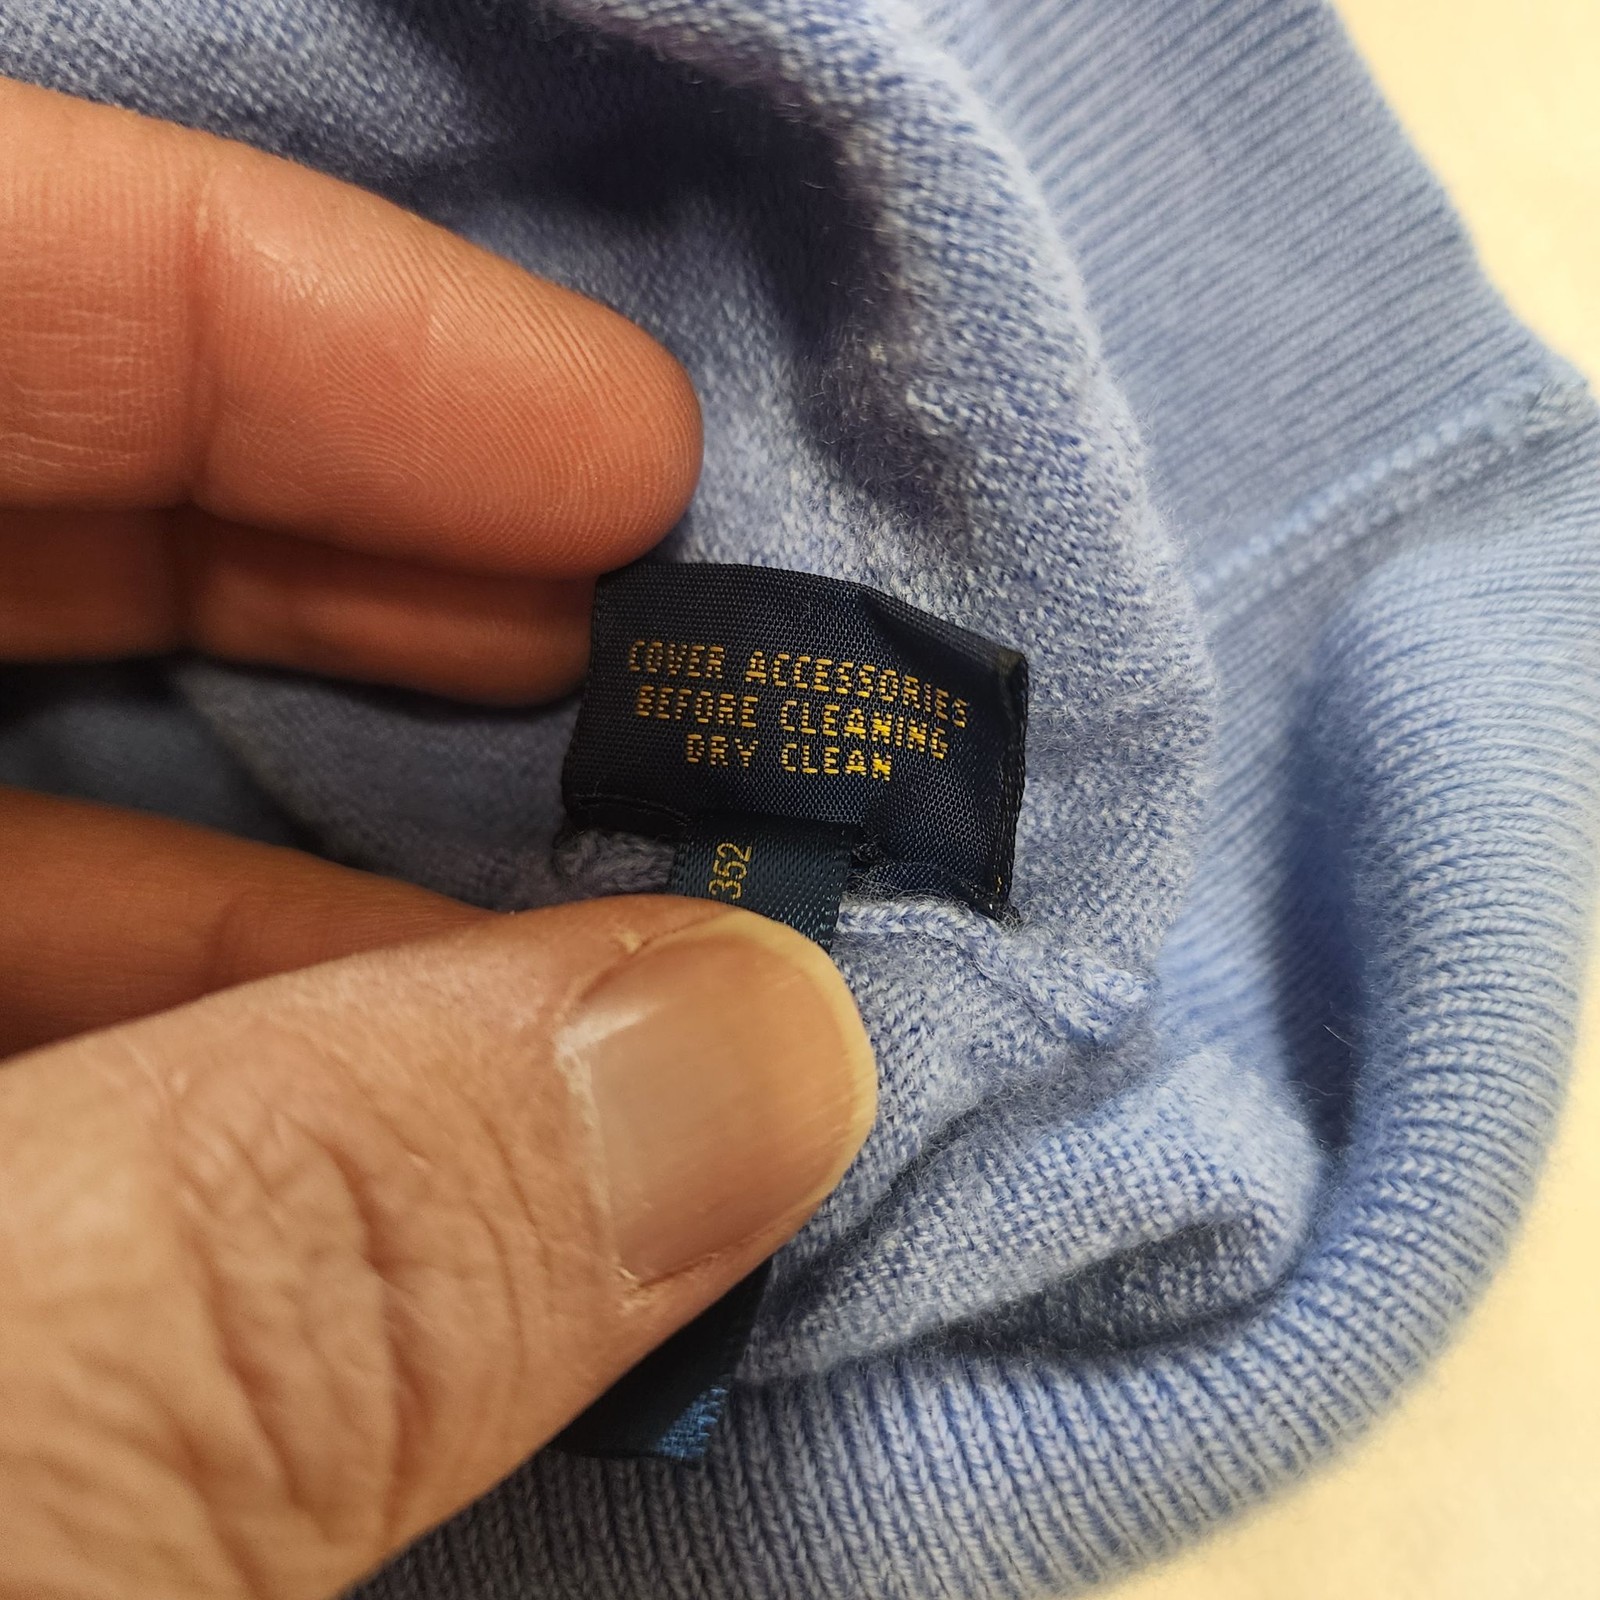 COVER ACCESSORIES
BEFORE CLEANING
DRY CLEAN
352